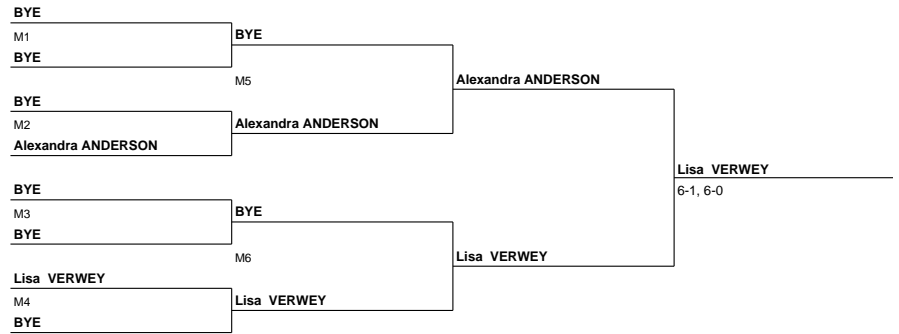 BYE
M1
BYE
BYE
M5
BYE
M2
Alexandra ANDERSON
Alexandra ANDERSON
Alexandra ANDERSON
Lisa VERWEY
6-1, 6-0
BYE
M3
BYE
BYE
M6
Lisa VERWEY
M4
BYE
Lisa VERWEY
Lisa VERWEY